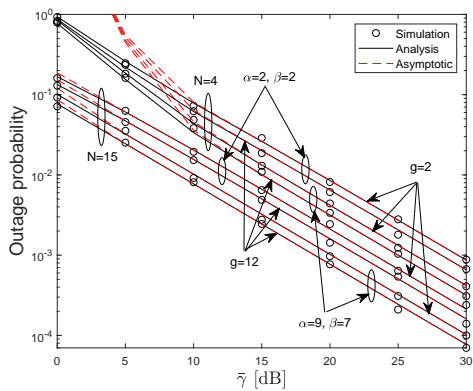 Outage probability
10^0
10^-1
10^-2
10^-3
10^-4
0
5
10
15
20
25
30
γ̄ [dB]
Simulation
Analysis
Asymptotic
N=4
α=2, β=2
N=15
g=2
g=12
α=9, β=7